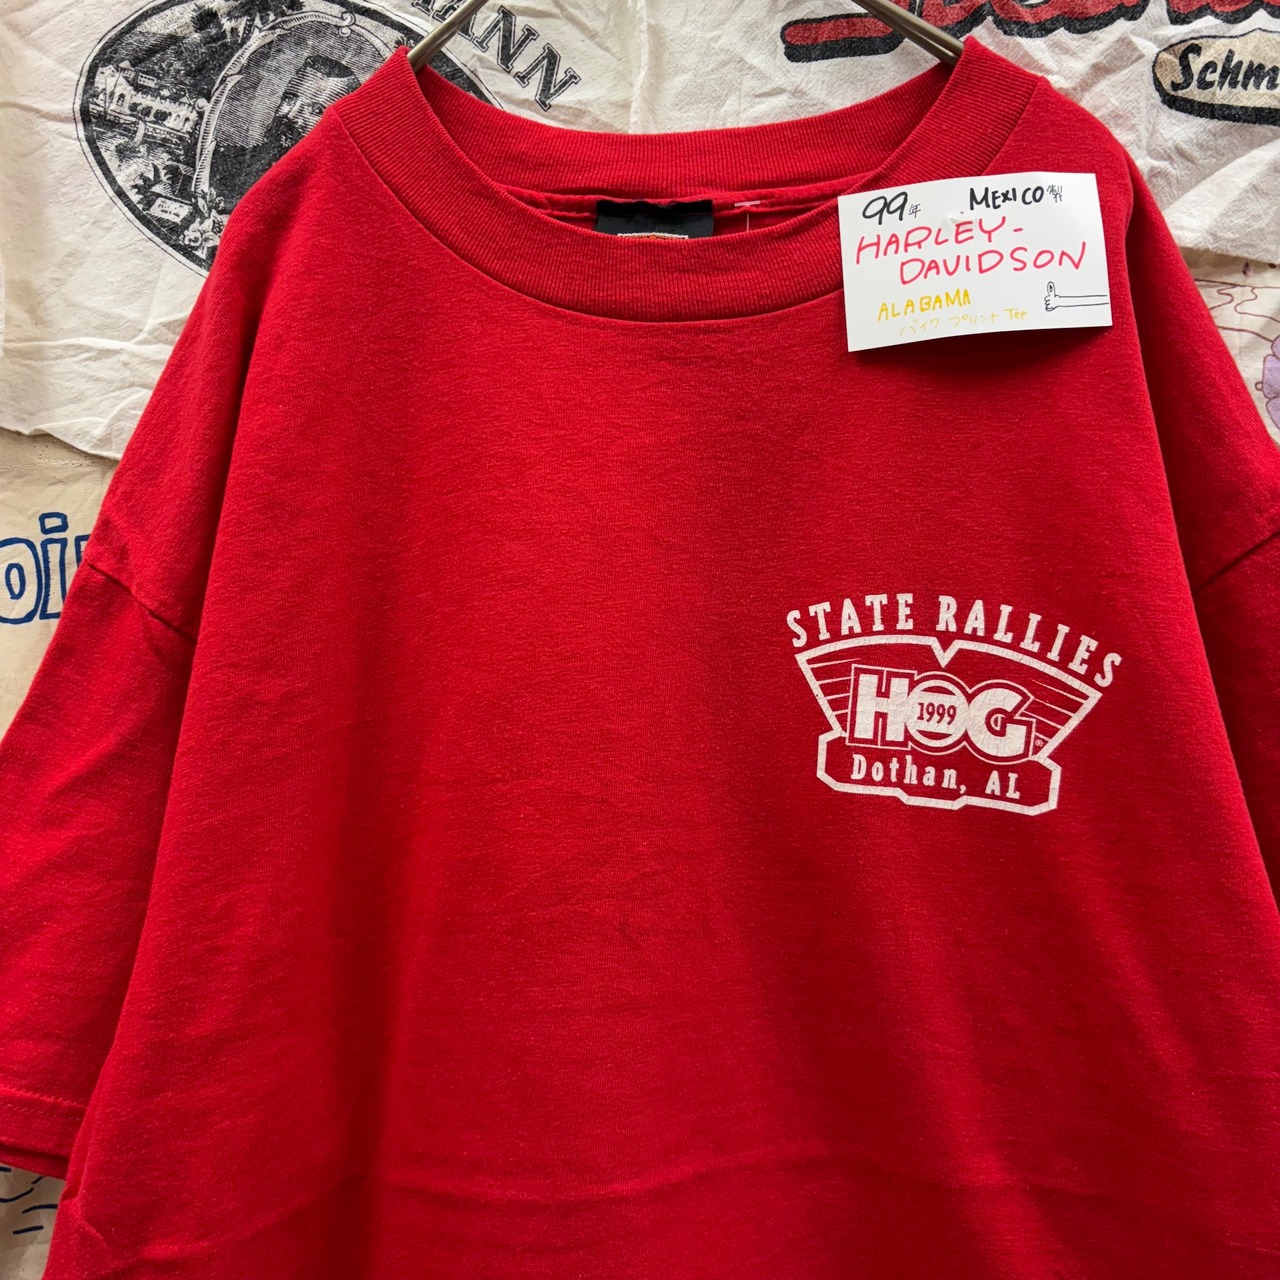 MANN
Schm
99年 MEXICO製
HARLEY-
DAVIDSON
ALABAMA
バイクプリント Tee
STATE RALLIES
HOG
1999
®
Dothan, AL